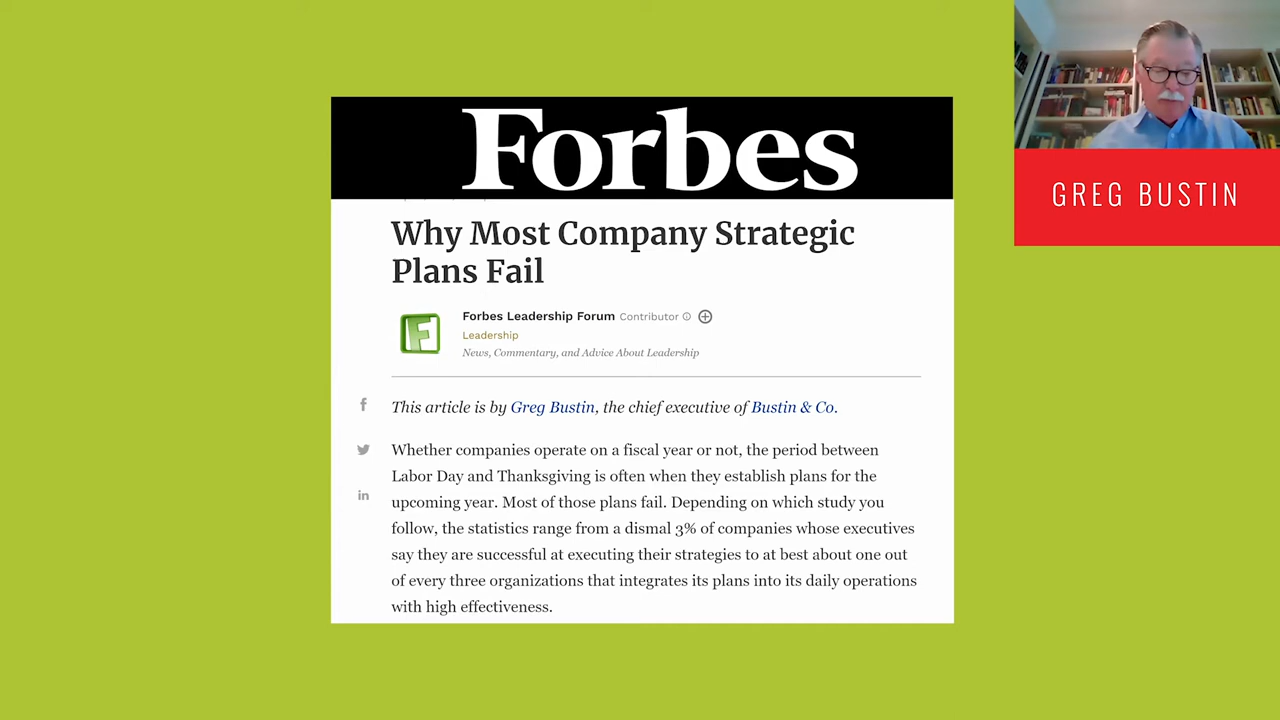 Forbes
Why Most Company Strategic
Plans Fail
F
Forbes Leadership Forum Contributor
Leadership
News, Commentary, and Advice About Leadership
This article is by Greg Bustin, the chief executive of Bustin & Co.
Whether companies operate on a fiscal year or not, the period between
Labor Day and Thanksgiving is often when they establish plans for the
upcoming year. Most of those plans fail. Depending on which study you
follow, the statistics range from a dismal 3% of companies whose executives
say they are successful at executing their strategies to at best about one out
of every three organizations that integrates its plans into its daily operations
with high effectiveness.
f
in
GREG BUSTIN